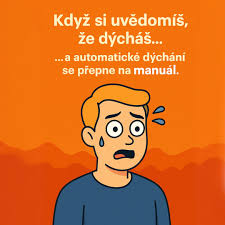 Když si uvědomíš,
že dýcháš...
...a automatické dýchání
se přepne na manuál.